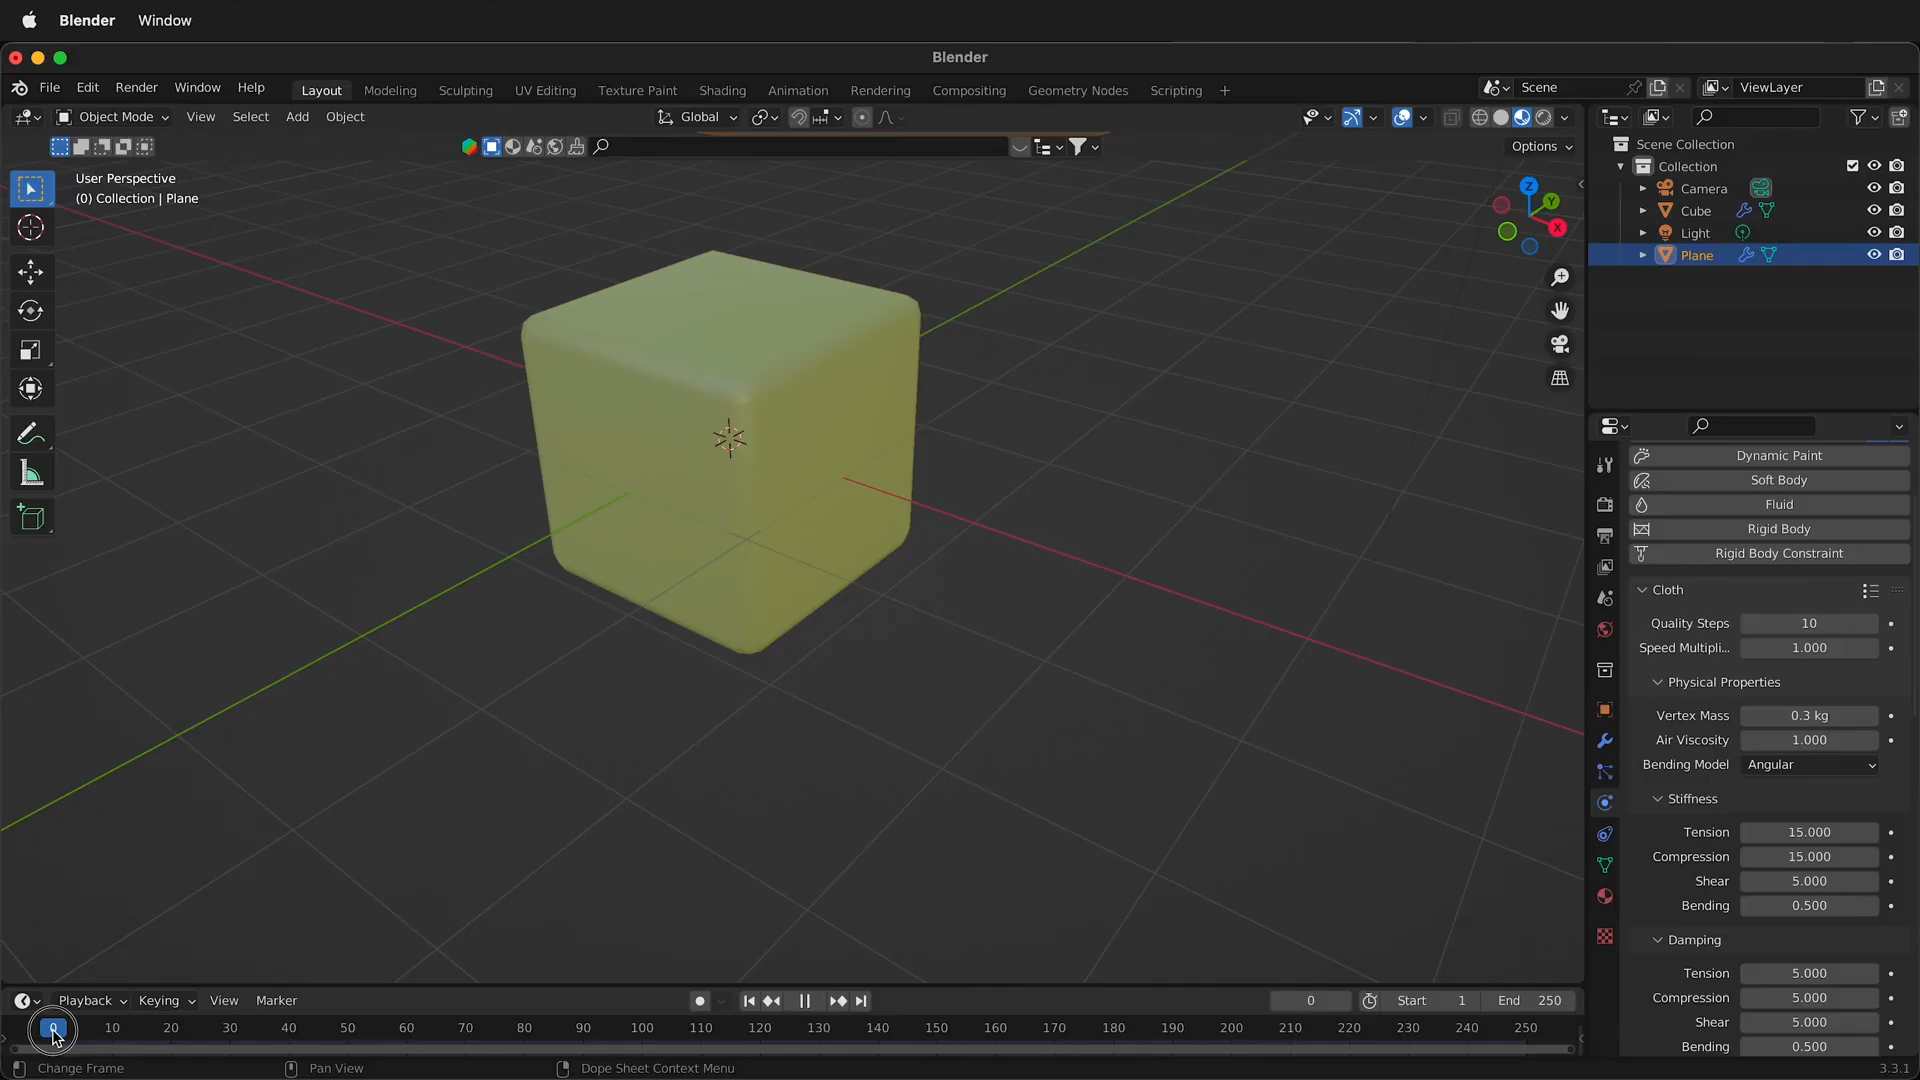 Blender Window
Blender
File Edit Render Window Help Layout Modeling Sculpting UV Editing Texture Paint Shading Animation Rendering Compositing Geometry Nodes Scripting + Scene ViewLayer
Object Mode View Select Add Object Global
Options
User Perspective
(0) Collection | Plane
Z
Y
X
Scene Collection
Collection
Camera
Cube
Light
Plane
Dynamic Paint
Soft Body
Fluid
Rigid Body
Rigid Body Constraint
Cloth
Quality Steps 10
Speed Multipli... 1.000
Physical Properties
Vertex Mass 0.3 kg
Air Viscosity 1.000
Bending Model Angular
Stiffness
Tension 15.000
Compression 15.000
Shear 5.000
Bending 0.500
Damping
Tension 5.000
Compression 5.000
Shear 5.000
Bending 0.500
Playback Keying View Marker 0 Start 1 End 250
0 10 20 30 40 50 60 70 80 90 100 110 120 130 140 150 160 170 180 190 200 210 220 230 240 250
Change Frame Pan View Dope Sheet Context Menu 3.3.1